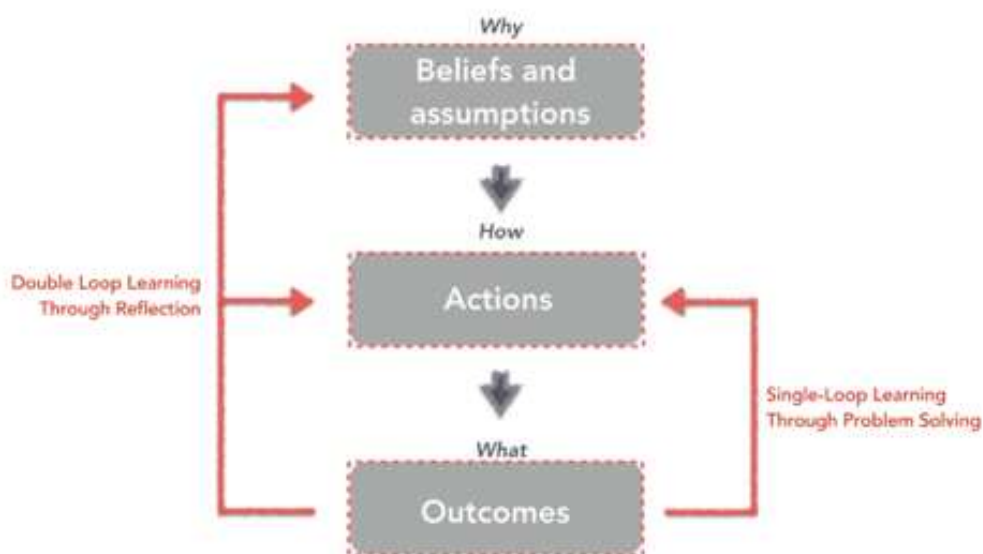 Why
Beliefs and
assumptions
How
Double Loop Learning
Through Reflection
Actions
Single-Loop Learning
Through Problem Solving
What
Outcomes